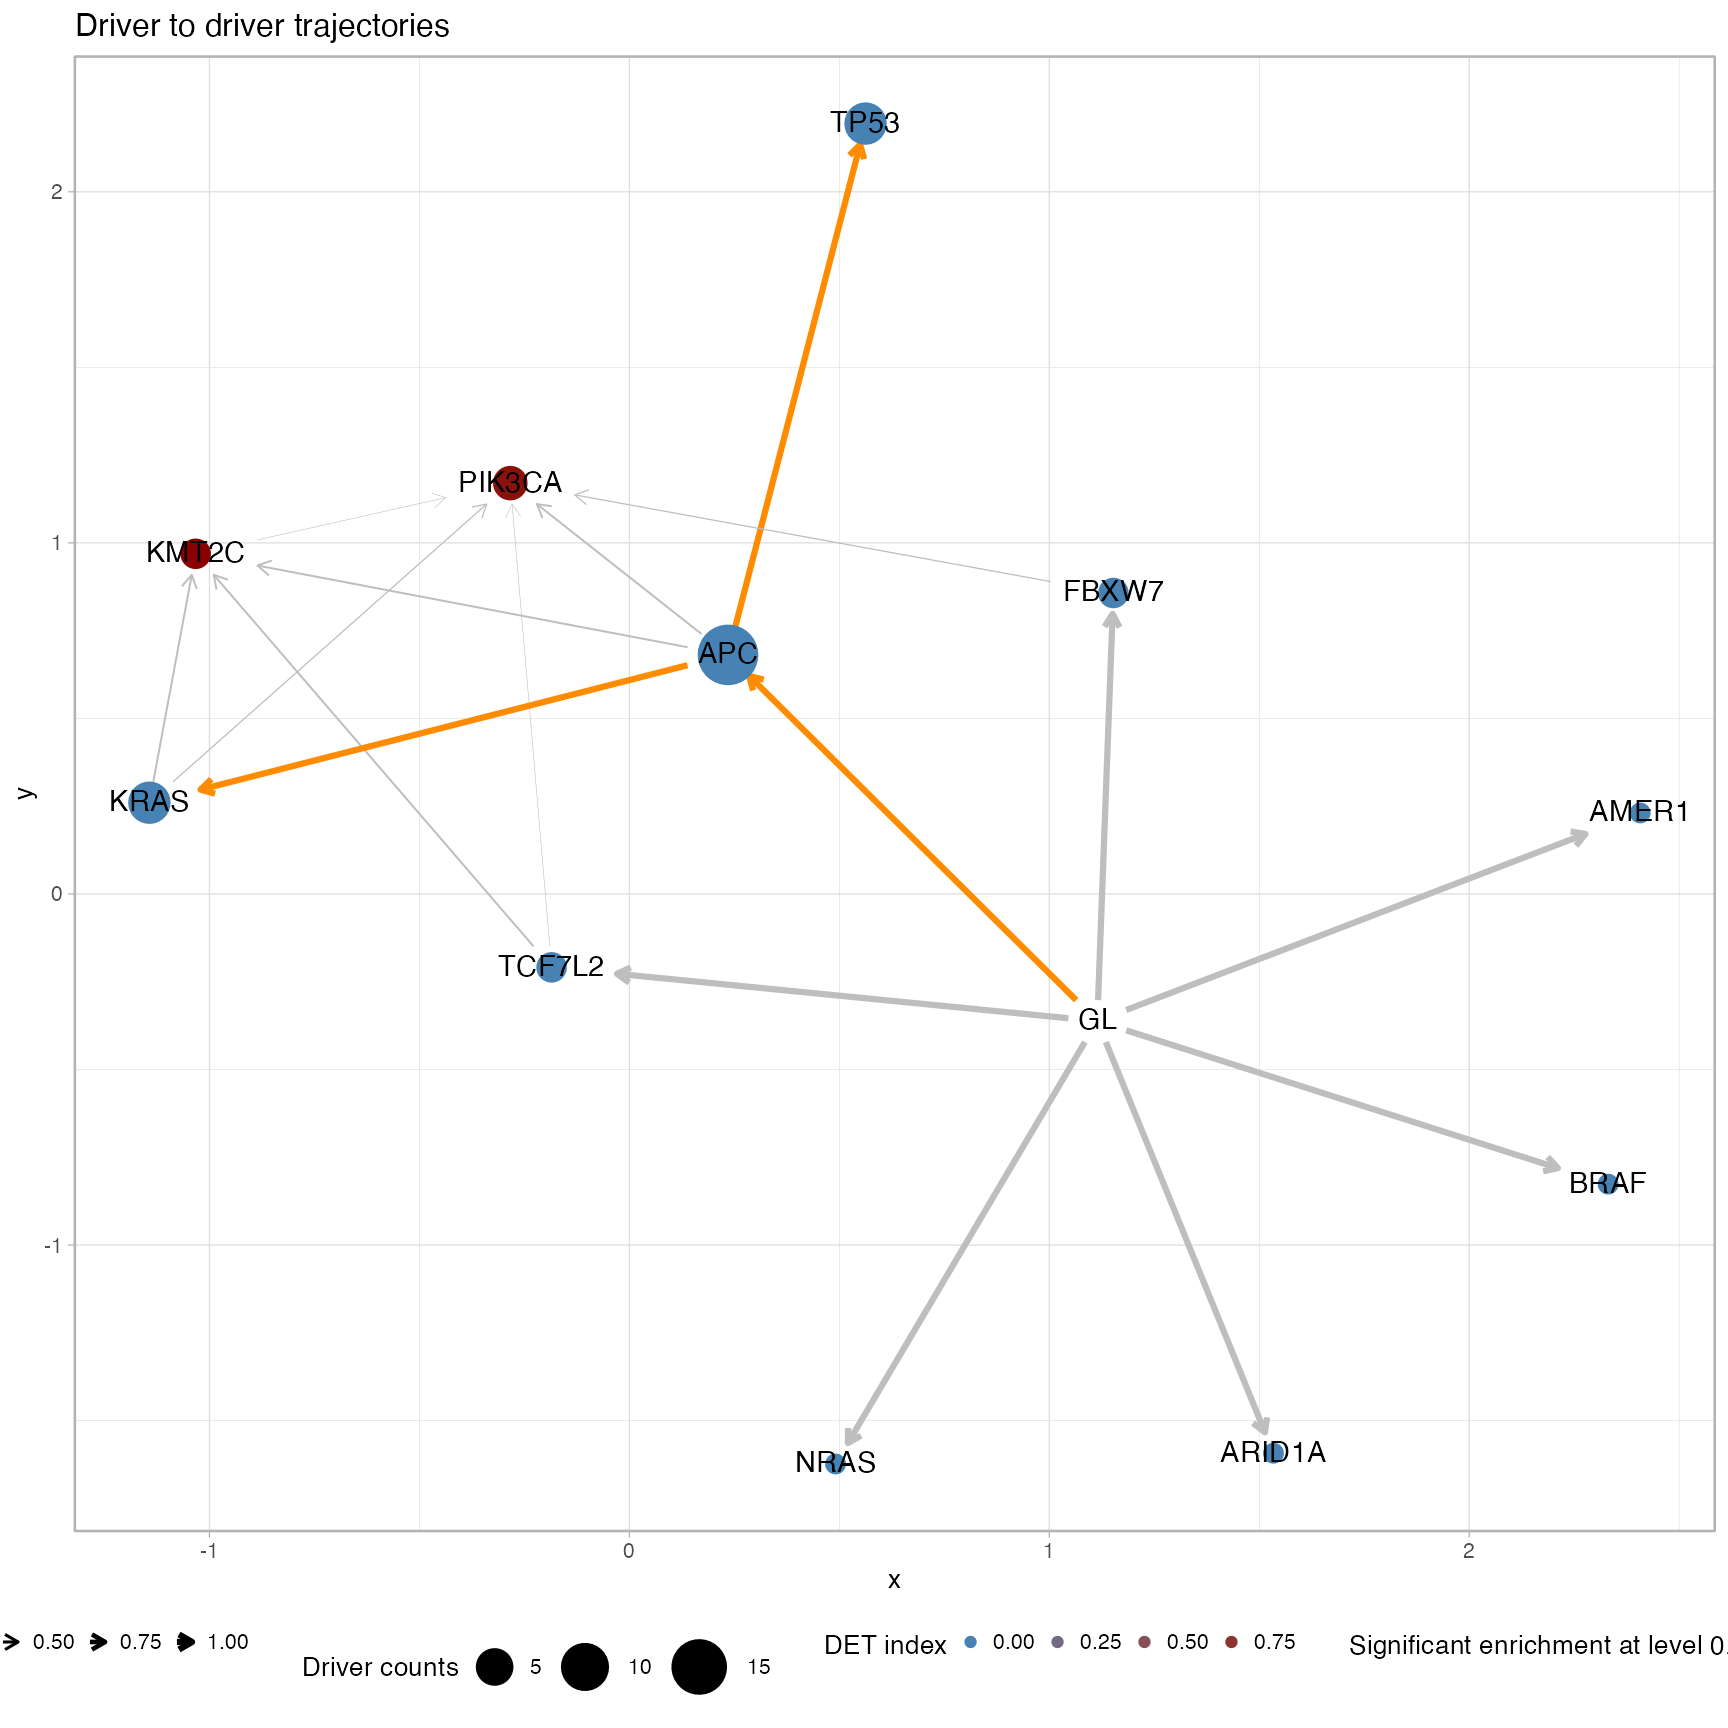 Driver to driver trajectories
TP53
2
PIK3CA
1
KMT2C
FBXW7
APC
y
KRAS
AMER1
0
TCF7L2
GL
BRAF
-1
ARID1A
NRAS
-1 0 1 2
x
0.50 0.75 1.00
Driver counts 5 10 15
DET index 0.00 0.25 0.50 0.75
Significant enrichment at level 0.